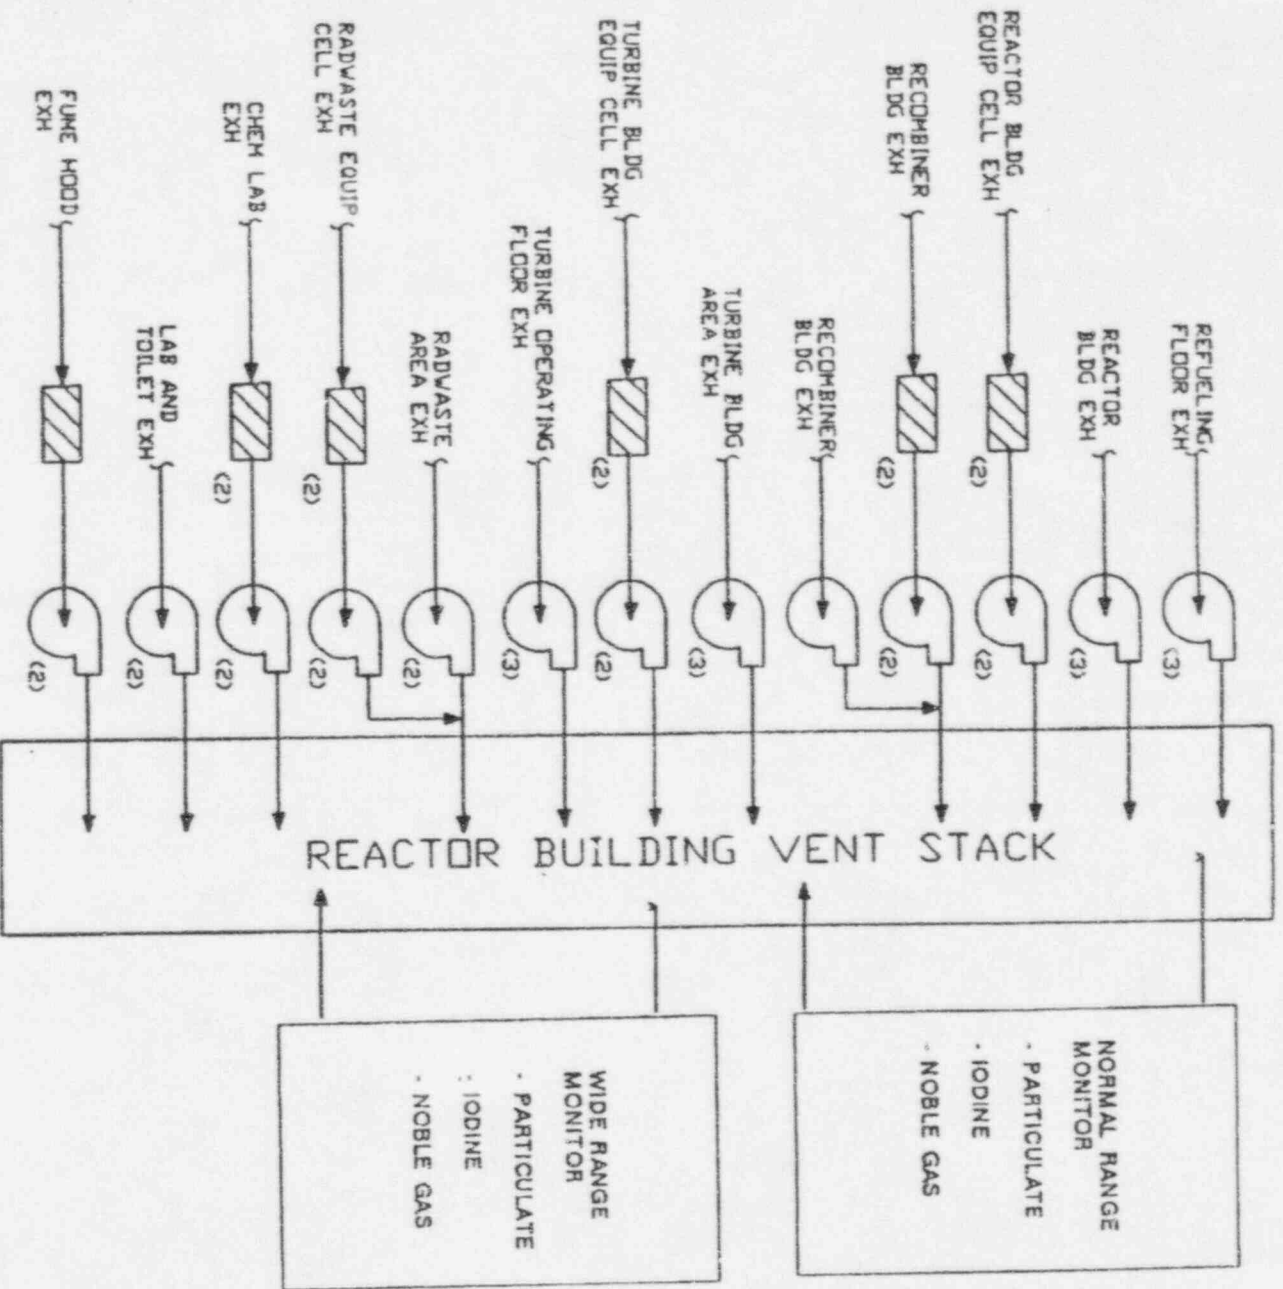 REFUELING
FLOOR EXH
(3)
REACTOR
BLDG EXH
(3)
REACTOR BLDG
EQUIP CELL EXH
(2)
(2)
RECOMBINER
BLDG EXH
(2)
(2)
RECOMBINER
BLDG EXH
TURBINE BLDG
AREA EXH
(3)
TURBINE BLDG
EQUIP CELL EXH
(2)
(2)
TURBINE OPERATING
FLOOR EXH
(3)
RADWASTE
AREA EXH
(2)
RADWASTE EQUIP
CELL EXH
(2)
(2)
CHEM LAB
EXH
(2)
(2)
LAB AND
TOILET EXH
(2)
FUME HOOD
EXH
(2)
REACTOR BUILDING VENT STACK
NORMAL RANGE
MONITOR
· PARTICULATE
· IODINE
· NOBLE GAS
WIDE RANGE
MONITOR
· PARTICULATE
: IODINE
· NOBLE GAS